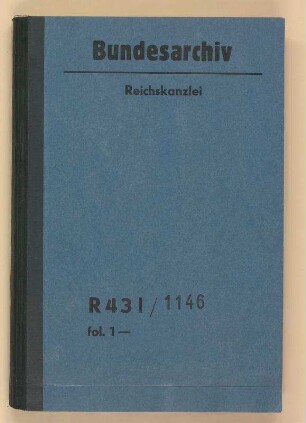 Bundesarchiv
Reichskanzlei
R 43 I / 1146
fol. 1 —